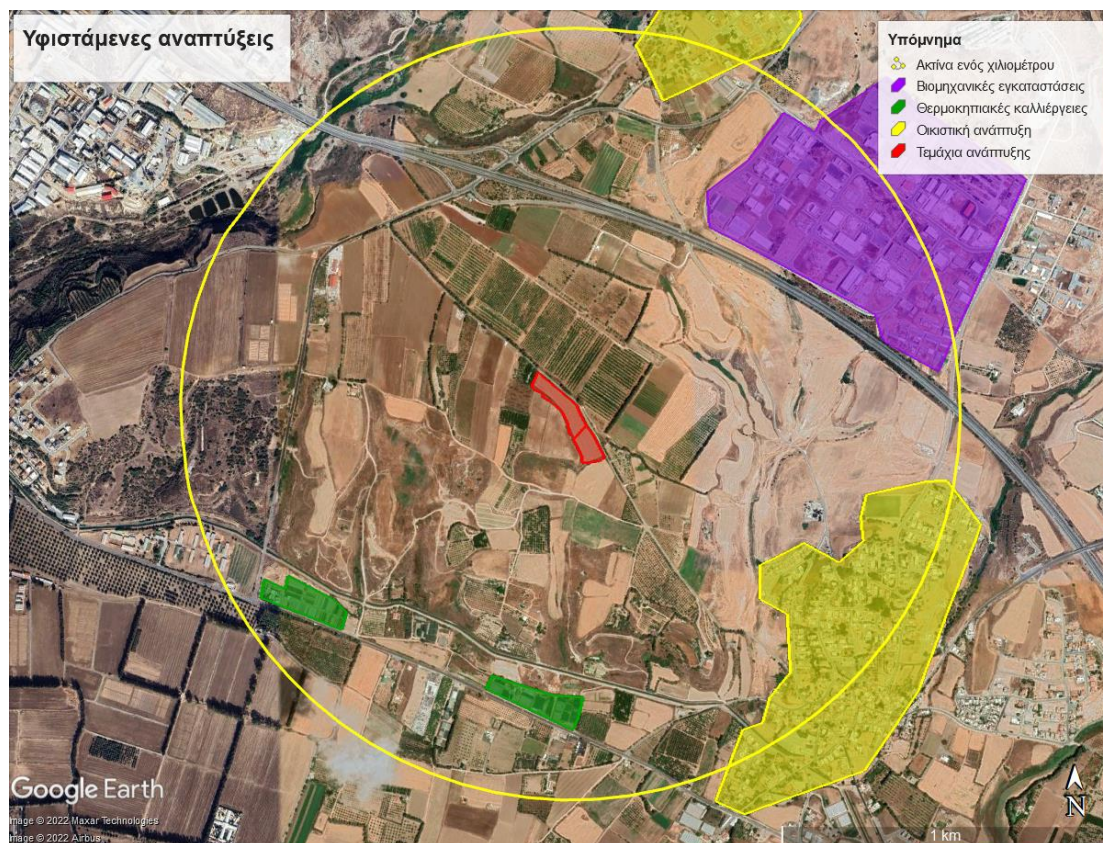 Υφιστάμενες αναπτύξεις
Υπόμνημα
Ακτίνα ενός χιλιομέτρου
Βιομηχανικές εγκαταστάσεις
Θερμοκηπιακές καλλιέργειες
Οικιστική ανάπτυξη
Τεμάχια ανάπτυξης
Google Earth
Image © 2022 Maxar Technologies
Image © 2022 Airbus
N
1 km